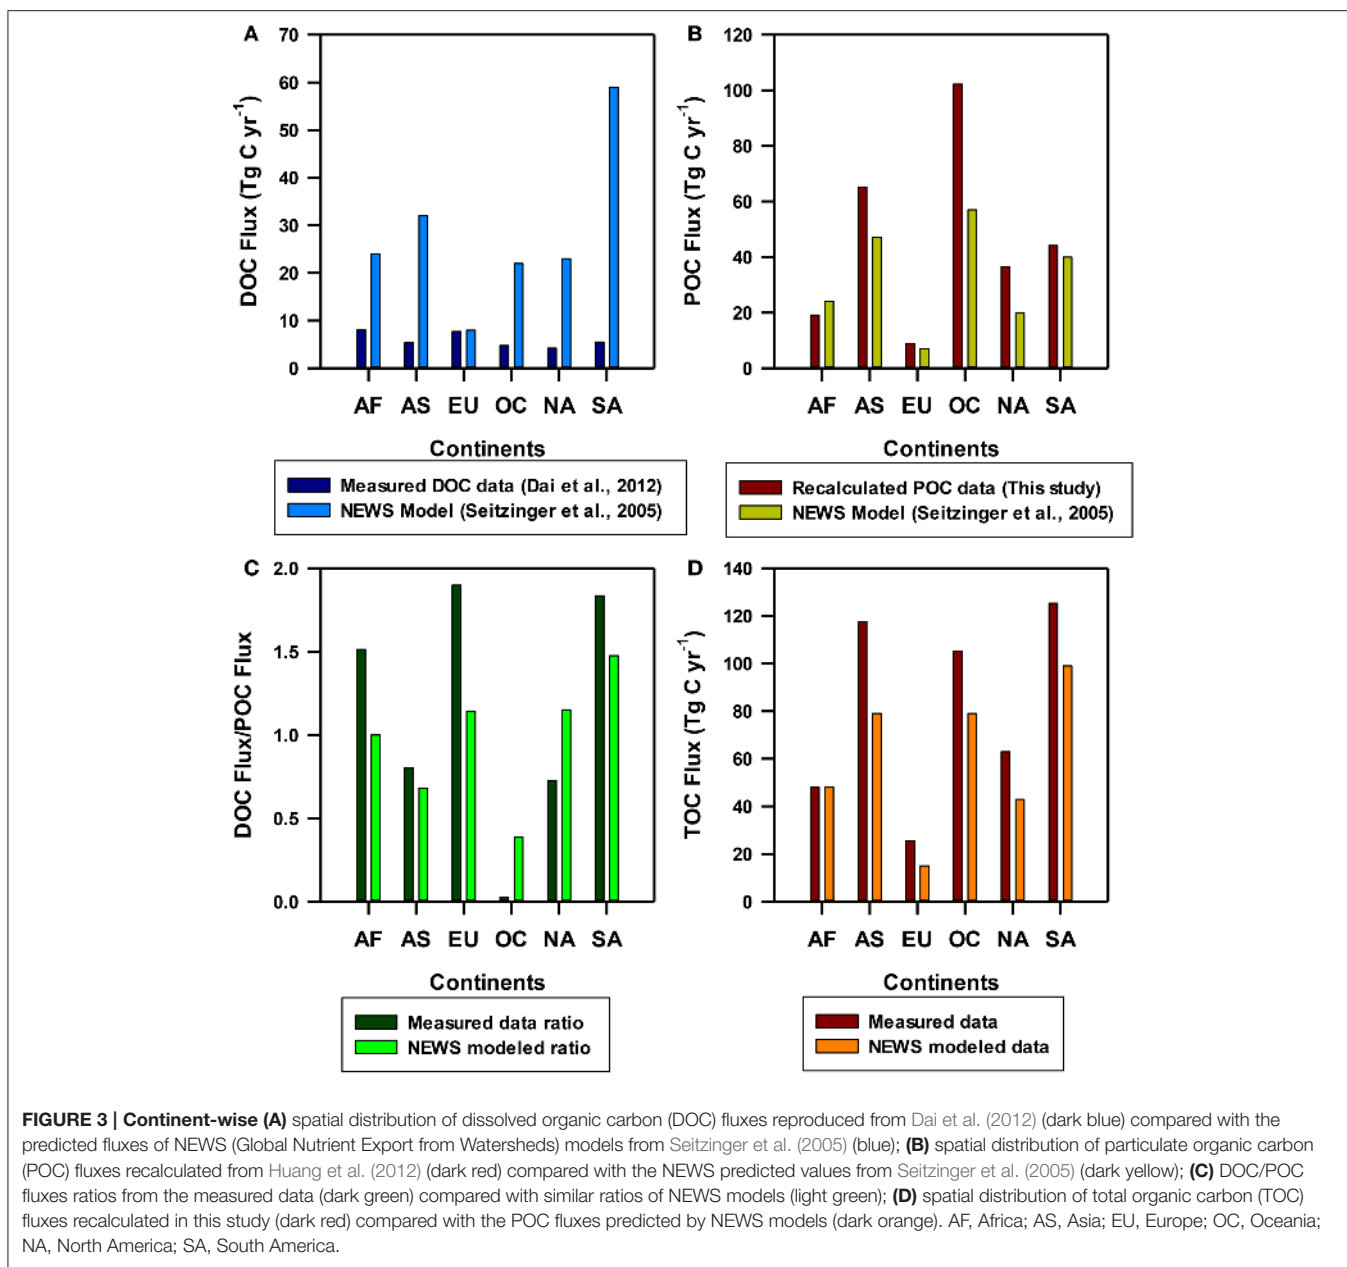 A
70
60
50
40
30
20
10
0
DOC Flux (Tg C yr-1)
AF AS EU OC NA SA
Continents
Measured DOC data (Dai et al., 2012)
NEWS Model (Seitzinger et al., 2005)
B
120
100
80
60
40
20
0
POC Flux (Tg C yr-1)
AF AS EU OC NA SA
Continents
Recalculated POC data (This study)
NEWS Model (Seitzinger et al., 2005)
C
2.0
1.5
1.0
0.5
0.0
DOC Flux/POC Flux
AF AS EU OC NA SA
Continents
Measured data ratio
NEWS modeled ratio
D
140
120
100
80
60
40
20
0
TOC Flux (Tg C yr-1)
AF AS EU OC NA SA
Continents
Measured data
NEWS modeled data
FIGURE 3 | Continent-wise (A) spatial distribution of dissolved organic carbon (DOC) fluxes reproduced from Dai et al. (2012) (dark blue) compared with the
predicted fluxes of NEWS (Global Nutrient Export from Watersheds) models from Seitzinger et al. (2005) (blue); (B) spatial distribution of particulate organic carbon
(POC) fluxes recalculated from Huang et al. (2012) (dark red) compared with the NEWS predicted values from Seitzinger et al. 2005) (dark yellow); (C) DOC/POC
fluxes ratios from the measured data (dark green) compared with similar ratios of NEWS models (light green); (D) spatial distribution of total organic carbon (TOC)
fluxes recalculated in this study (dark red) compared with the POC fluxes predicted by NEWS models (dark orange). AF, Africa; AS, Asia; EU, Europe; OC, Oceania;
NA, North America; SA, South America.